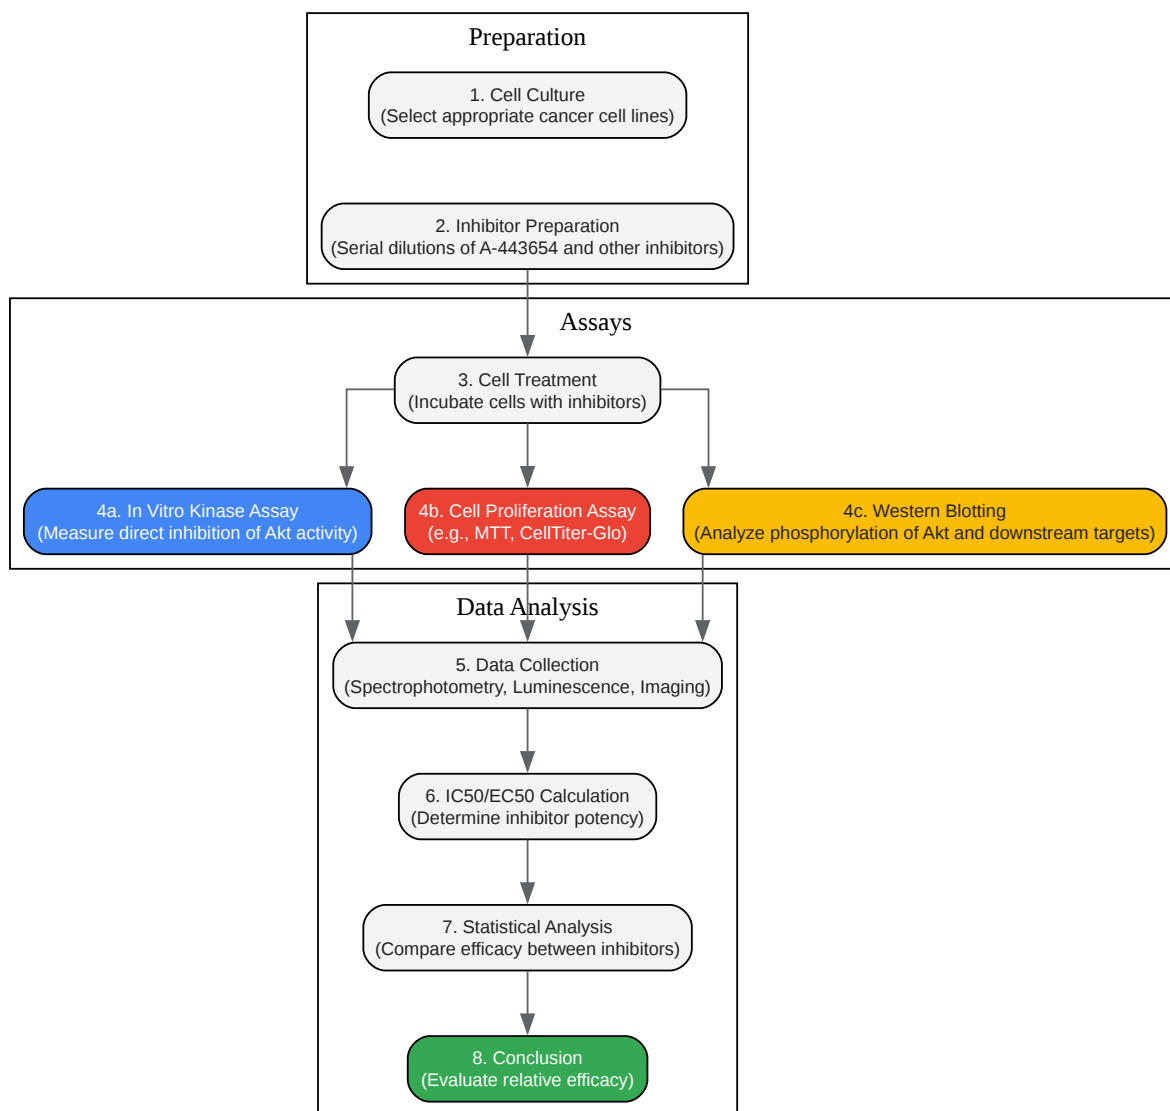 Preparation
1. Cell Culture
(Select appropriate cancer cell lines)
2. Inhibitor Preparation
(Serial dilutions of A-443654 and other inhibitors)
Assays
3. Cell Treatment
(Incubate cells with inhibitors)
4a. In Vitro Kinase Assay
(Measure direct inhibition of Akt activity)
4b. Cell Proliferation Assay
(e.g., MTT, CellTiter-Glo)
4c. Western Blotting
(Analyze phosphorylation of Akt and downstream targets)
Data Analysis
5. Data Collection
(Spectrophotometry, Luminescence, Imaging)
6. IC50/EC50 Calculation
(Determine inhibitor potency)
7. Statistical Analysis
(Compare efficacy between inhibitors)
8. Conclusion
(Evaluate relative efficacy)